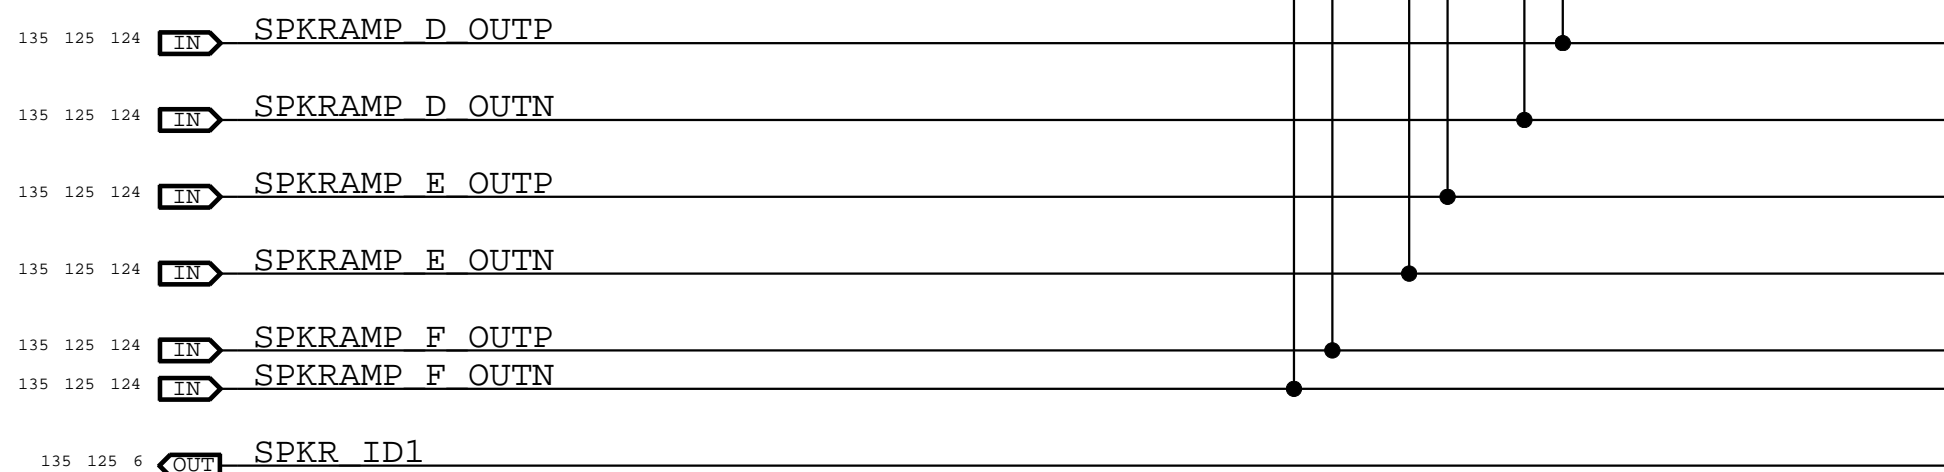 135 125 124 IN SPKRAMP_D_OUTP
135 125 124 IN SPKRAMP_D_OUTN
135 125 124 IN SPKRAMP_E_OUTP
135 125 124 IN SPKRAMP_E_OUTN
135 125 124 IN SPKRAMP_F_OUTP
135 125 124 IN SPKRAMP_F_OUTN
135 125 6 OUT SPKR_ID1